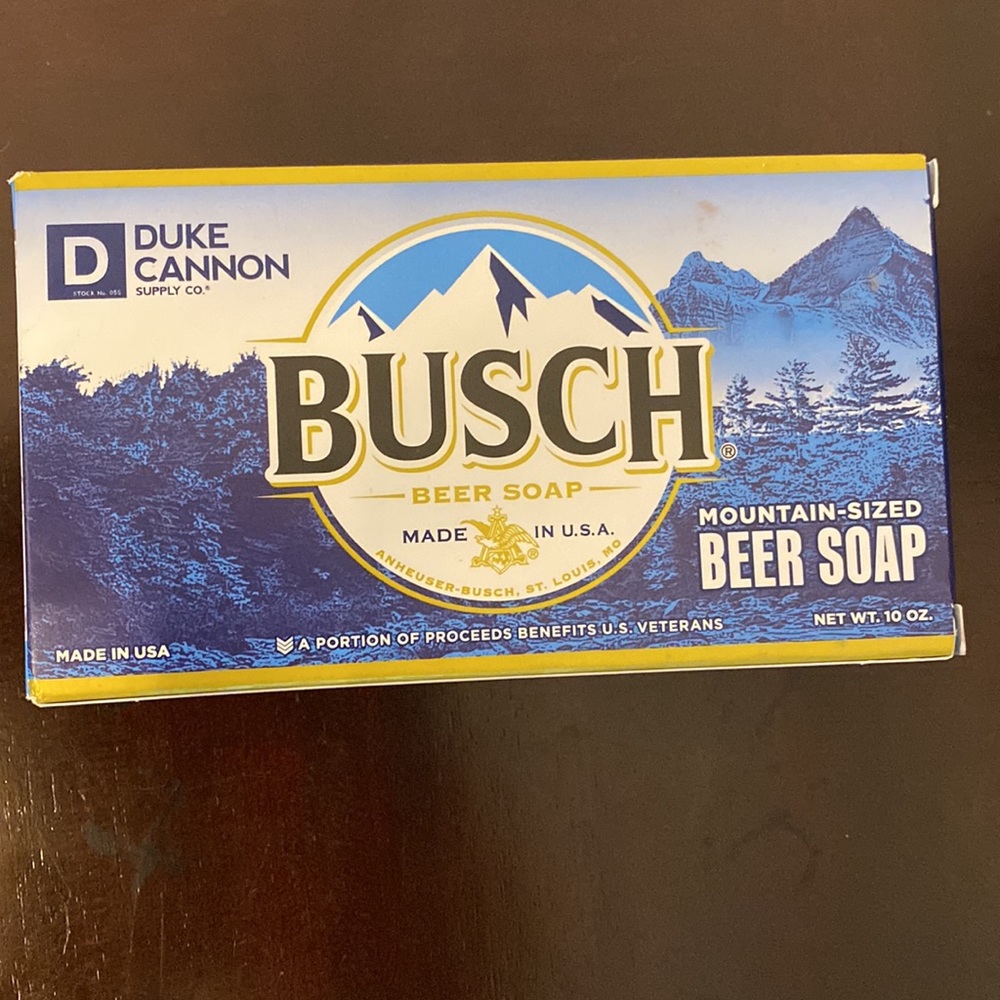 D
DUKE
CANNON
SUPPLY CO.®
BUSCH®
BEER SOAP
MADE IN U.S.A.
ANHEUSER-BUSCH, ST. LOUIS, MO
MOUNTAIN-SIZED
BEER SOAP
NET WT. 10 OZ.
A PORTION OF PROCEEDS BENEFITS U.S. VETERANS
MADE IN USA